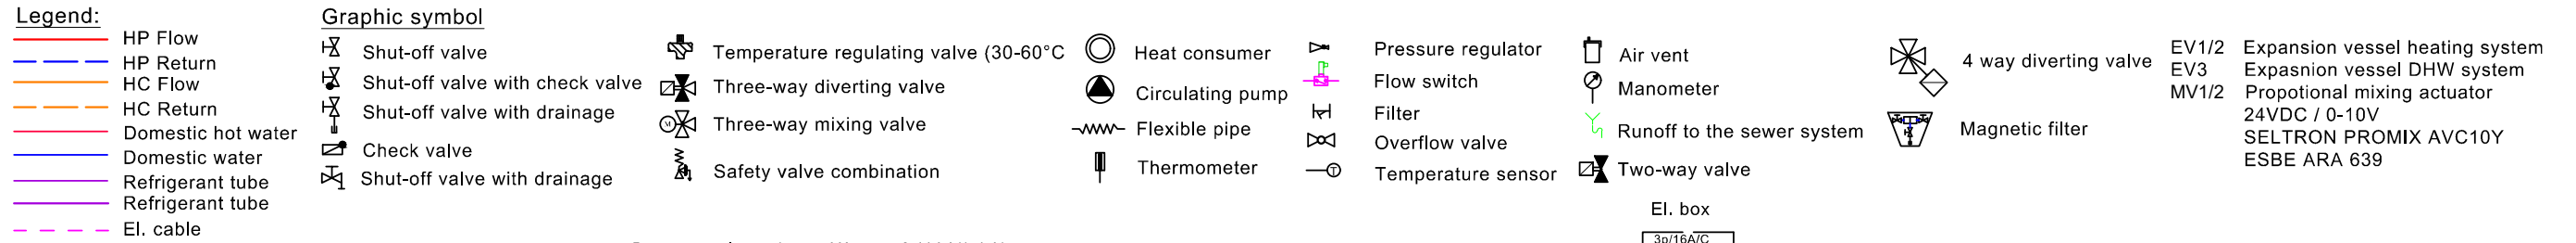 Legend:
HP Flow
HP Return
HC Flow
HC Return
Domestic hot water
Domestic water
Refrigerant tube
Refrigerant tube
El. cable
Graphic symbol
Shut-off valve
Shut-off valve with check valve
Shut-off valve with drainage
Check valve
Shut-off valve with drainage
Temperature regulating valve (30-60°C
Three-way diverting valve
M
Three-way mixing valve
Safety valve combination
Heat consumer
Circulating pump
Flexible pipe
Thermometer
Pressure regulator
Flow switch
Filter
Overflow valve
T
Temperature sensor
Air vent
Manometer
Runoff to the sewer system
Two-way valve
El. box
3p/16A/C
4 way diverting valve
Magnetic filter
EV1/2 Expansion vessel heating system
EV3 Expasnion vessel DHW system
MV1/2 Propotional mixing actuator
24VDC / 0-10V
SELTRON PROMIX AVC10Y
ESBE ARA 639